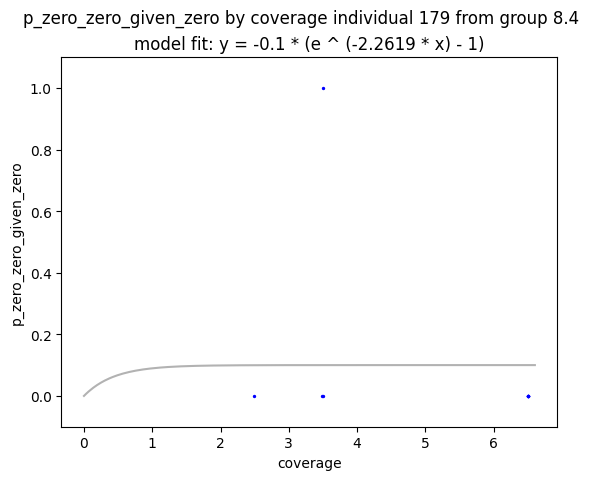 p_zero_zero_given_zero by coverage individual 179 from group 8.4
model fit: y = -0.1 * (e ^ (-2.2619 * x) - 1)
1.0
0.8
0.6
0.4
0.2
0.0
p_zero_zero_given_zero
0 1 2 3 4 5 6
coverage